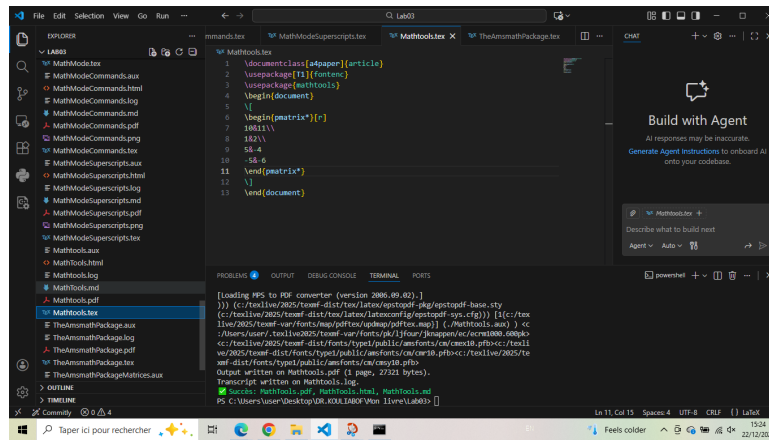 File Edit Selection View Go Run ···
Lab03
EXPLORER ···
LAB03
MathMode.tex
MathModeCommands.aux
MathModeCommands.html
MathModeCommands.log
MathModeCommands.md
MathModeCommands.pdf
MathModeCommands.png
MathModeCommands.tex
MathModeSuperscripts.aux
MathModeSuperscripts.html
MathModeSuperscripts.log
MathModeSuperscripts.md
MathModeSuperscripts.pdf
MathModeSuperscripts.png
MathModeSuperscripts.tex
Mathtools.aux
MathTools.html
Mathtools.log
MathTools.md
Mathtools.pdf
Mathtools.tex
TheAmsmathPackage.aux
TheAmsmathPackage.log
TheAmsmathPackage.pdf
TheAmsmathPackage.tex
TheAmsmathPackageMatrices.aux
OUTLINE
TIMELINE
mmands.tex MathModeSuperscripts.tex Mathtools.tex TheAmsmathPackage.tex ···
Mathtools.tex
1 \documentclass[a4paper]{article}
2 \usepackage[T1]{fontenc}
3 \usepackage{mathtools}
4 \begin{document}
5 \[
6 \begin{pmatrix*}[r]
7 10&11\\
8 1&2\\
9 5&-4
10 -5&-6
11 \end{pmatrix*}
12 \]
13 \end{document}
PROBLEMS 4 OUTPUT DEBUG CONSOLE TERMINAL PORTS
powershell
[Loading MPS to PDF converter (version 2006.09.02).]
))) (c:/texlive/2025/texmf-dist/tex/latex/epstopdf-pkg/epstopdf-base.sty
(c:/texlive/2025/texmf-dist/tex/latex/latexconfig/epstopdf-sys.cfg))) [1{c:/tex
live/2025/texmf-var/fonts/map/pdftex/updmap/pdftex.map}] (./Mathtools.aux) ) <c
:/Users/user/.texlive2025/texmf-var/fonts/pk/ljfour/jknappen/ec/ecrm1000.600pk>
<c:/texlive/2025/texmf-dist/fonts/type1/public/amsfonts/cm/cmex10.pfb><c:/texli
ve/2025/texmf-dist/fonts/type1/public/amsfonts/cm/cmr10.pfb><c:/texlive/2025/te
xmf-dist/fonts/type1/public/amsfonts/cm/cmsy10.pfb>
Output written on Mathtools.pdf (1 page, 27321 bytes).
Transcript written on Mathtools.log.
Succès: MathTools.pdf, MathTools.html, MathTools.md
PS C:\Users\user\Desktop\DR.KOULIABOF\Mon livre\Lab03>
CHAT
Build with Agent
AI responses may be inaccurate.
Generate Agent Instructions to onboard AI
onto your codebase.
Mathtools.tex
Describe what to build next
Agent Auto
Commitly 0 4
Ln 11, Col 15 Spaces: 4 UTF-8 CRLF { } LaTeX
Taper ici pour rechercher
Feels colder
15:24
22/12/20